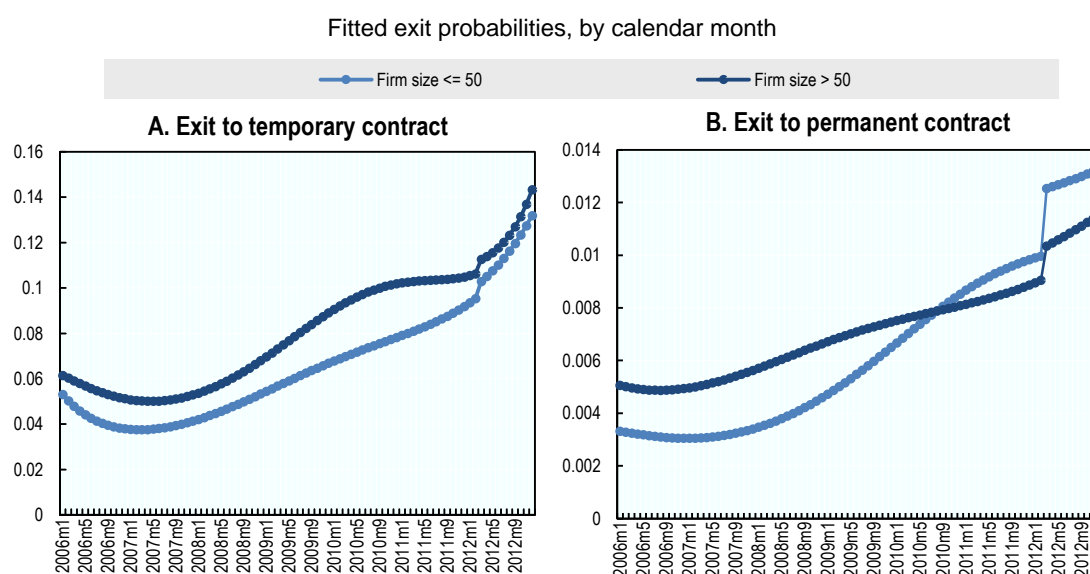 Fitted exit probabilities, by calendar month
Firm size <= 50
Firm size > 50
A. Exit to temporary contract
0.16
0.14
0.12
0.1
0.08
0.06
0.04
0.02
0
2006m1
2006m5
2006m9
2007m1
2007m5
2007m9
2008m1
2008m5
2008m9
2009m1
2009m5
2009m9
2010m1
2010m5
2010m9
2011m1
2011m5
2011m9
2012m1
2012m5
2012m9
B. Exit to permanent contract
0.014
0.012
0.01
0.008
0.006
0.004
0.002
0
2006m1
2006m5
2006m9
2007m1
2007m5
2007m9
2008m1
2008m5
2008m9
2009m1
2009m5
2009m9
2010m1
2010m5
2010m9
2011m1
2011m5
2011m9
2012m1
2012m5
2012m9